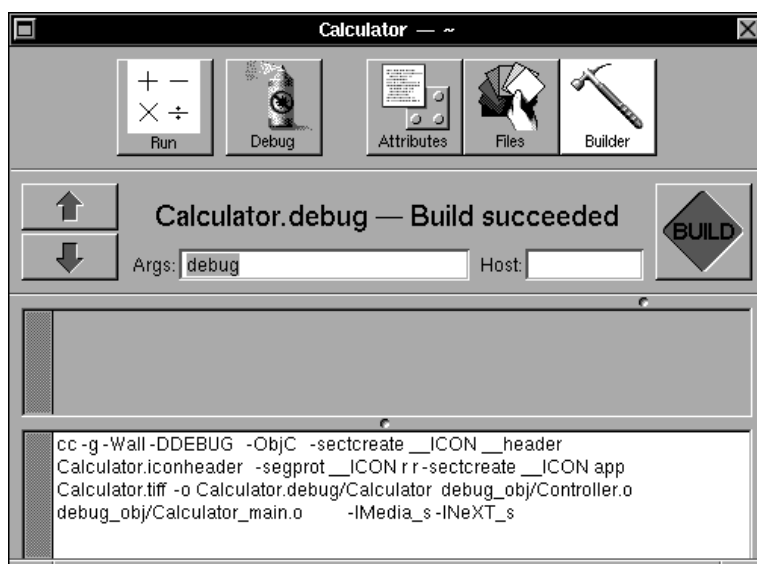 Calculator — ~
Run
Debug
Attributes
Files
Builder
Calculator.debug — Build succeeded
BUILD
Args: debug
Host:
cc -g -Wall -DDEBUG -ObjC -sectcreate __ICON __header
Calculator.iconheader -segprot __ICON r r -sectcreate __ICON app
Calculator.tiff -o Calculator.debug/Calculator debug_obj/Controller.o
debug_obj/Calculator_main.o -lMedia_s -lNeXT_s